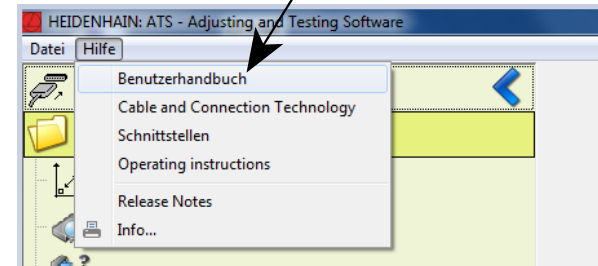 HEIDENHAIN: ATS - Adjusting and Testing Software
Datei Hilfe
Benutzerhandbuch
Cable and Connection Technology
Schnittstellen
Operating instructions
Release Notes
Info...
?